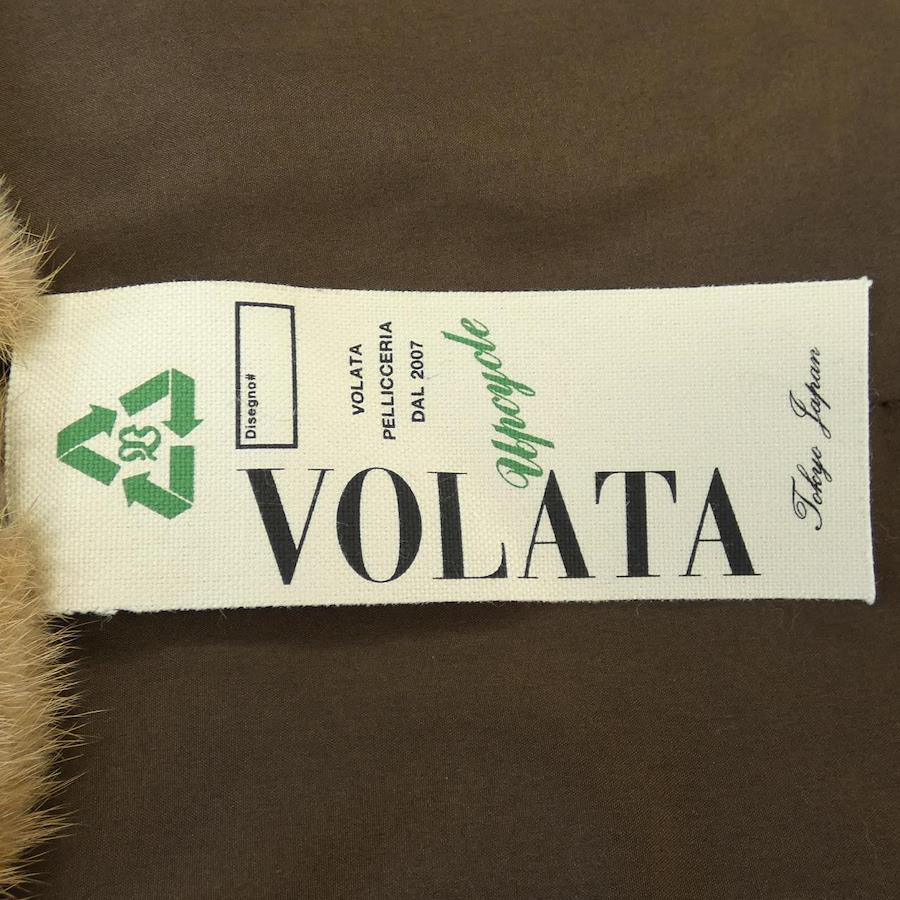 Disegno#
VOLATA
PELLICCERIA
DAL 2007
Upcycle
VOLATA
Tokyo Japan